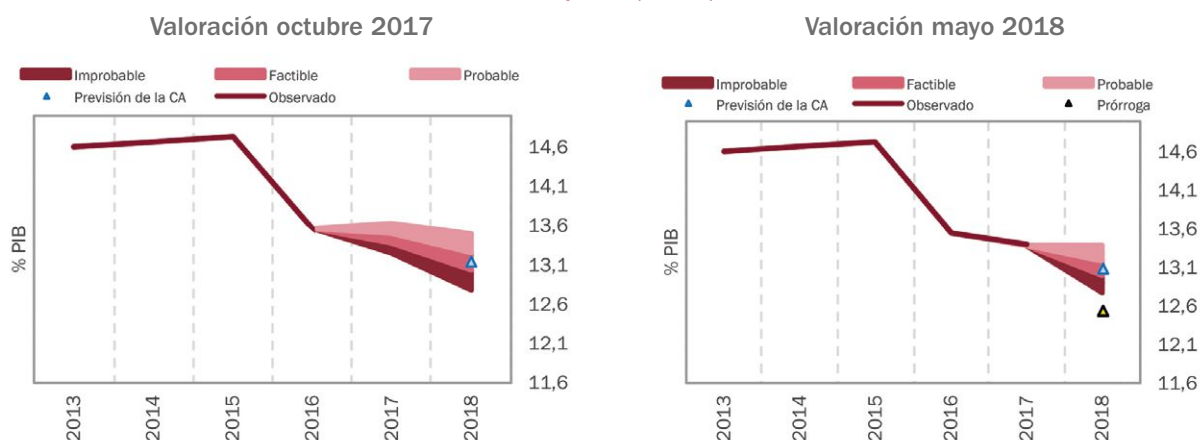 Valoración octubre 2017
Improbable Factible Probable
Previsión de la CA Observado
% PIB
14,6
14,1
13,6
13,1
12,6
12,1
11,6
2013 2014 2015 2016 2017 2018
Valoración mayo 2018
Improbable Factible Probable
Previsión de la CA Observado Prórroga
% PIB
14,6
14,1
13,6
13,1
12,6
12,1
11,6
2013 2014 2015 2016 2017 2018